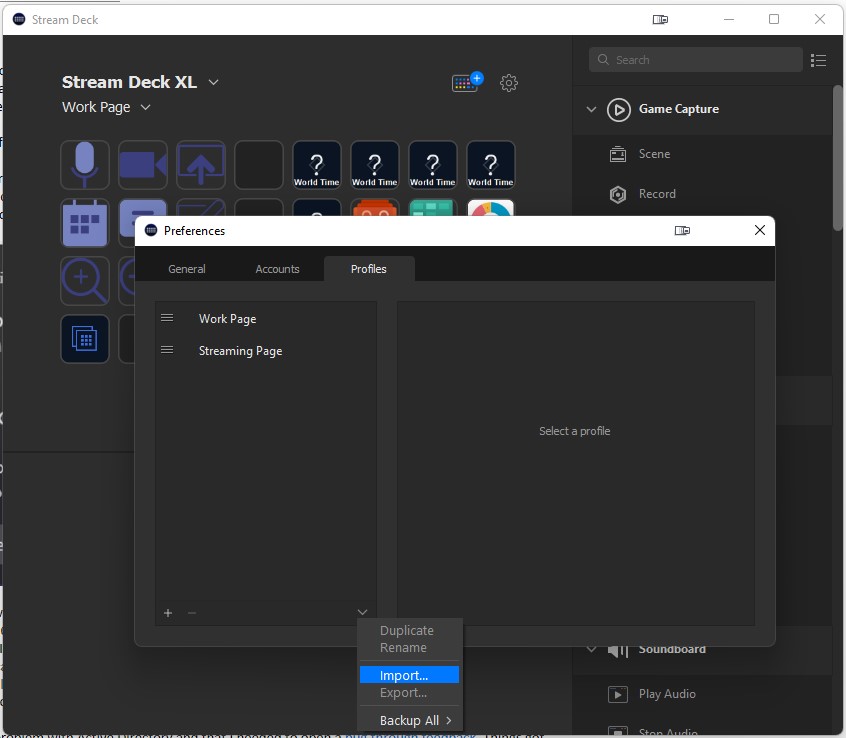 Stream Deck
Stream Deck XL
Work Page
Search
Game Capture
Scene
Record
?
World Time
?
World Time
?
World Time
?
World Time
Preferences
General
Accounts
Profiles
Work Page
Streaming Page
Select a profile
+ −
Duplicate
Rename
Import...
Export...
Backup All
Soundboard
Play Audio
Stop Audio